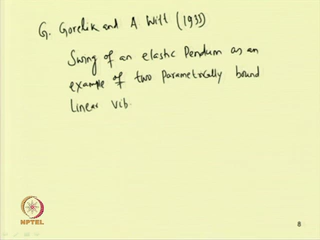 G. Gorelik and A Witt (1933)
Swing of an elastic Pendum as an
example of two Parametrically bound
Linear Vib.
NPTEL
8